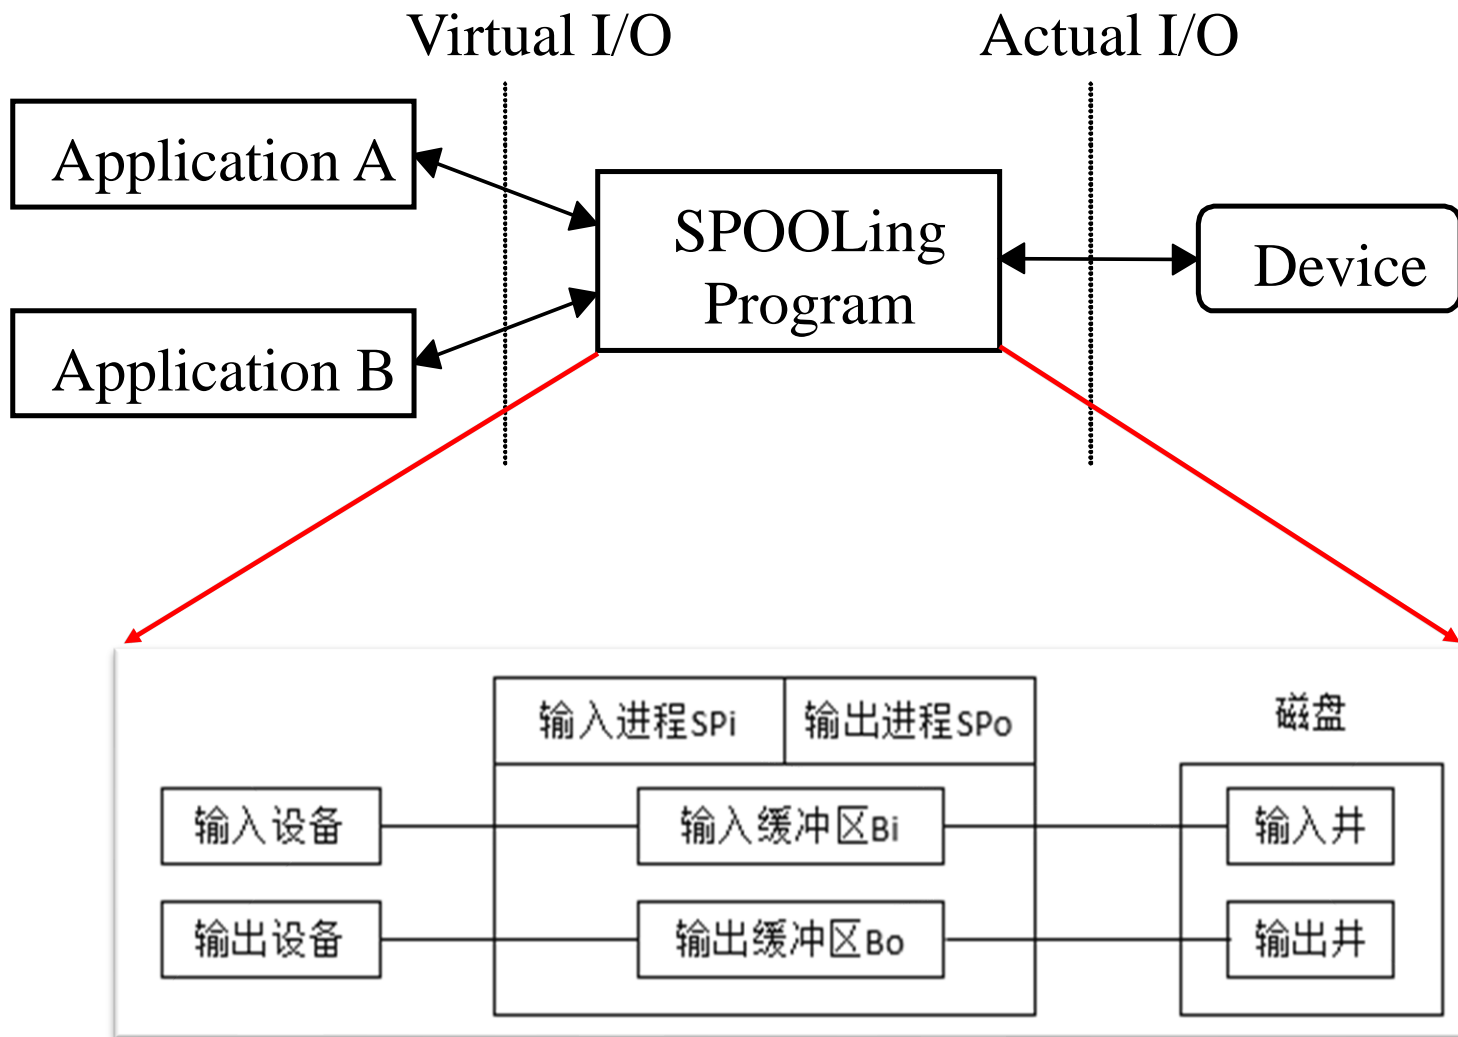 Virtual I/O
Actual I/O
Application A
SPOOLing
Program
Device
Application B
输入进程SPi
输出进程SPo
磁盘
输入设备
输入缓冲区Bi
输入井
输出设备
输出缓冲区Bo
输出井